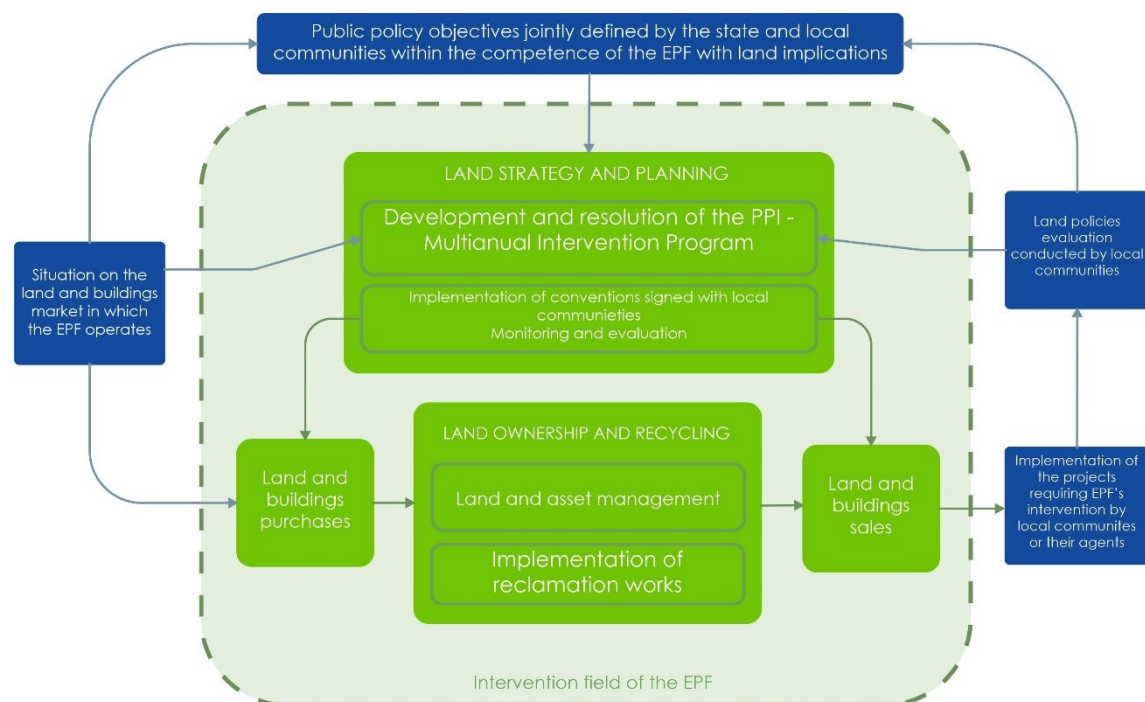 Public policy objectives jointly defined by the state and local
communities within the competence of the EPF with land implications
LAND STRATEGY AND PLANNING
Development and resolution of the PPI -
Multianual Intervention Program
Implementation of conventions signed with local
communieties
Monitoring and evaluation
Situation on the
land and buildings
market in which
the EPF operates
Land policies
evaluation
conducted by local
communities
Land and
buildings
purchases
LAND OWNERSHIP AND RECYCLING
Land and asset management
Implementation of
reclamation works
Land and
buildings
sales
Implementation of
the projects
requiring EPF's
intervention by
local communites
or their agents
Intervention field of the EPF